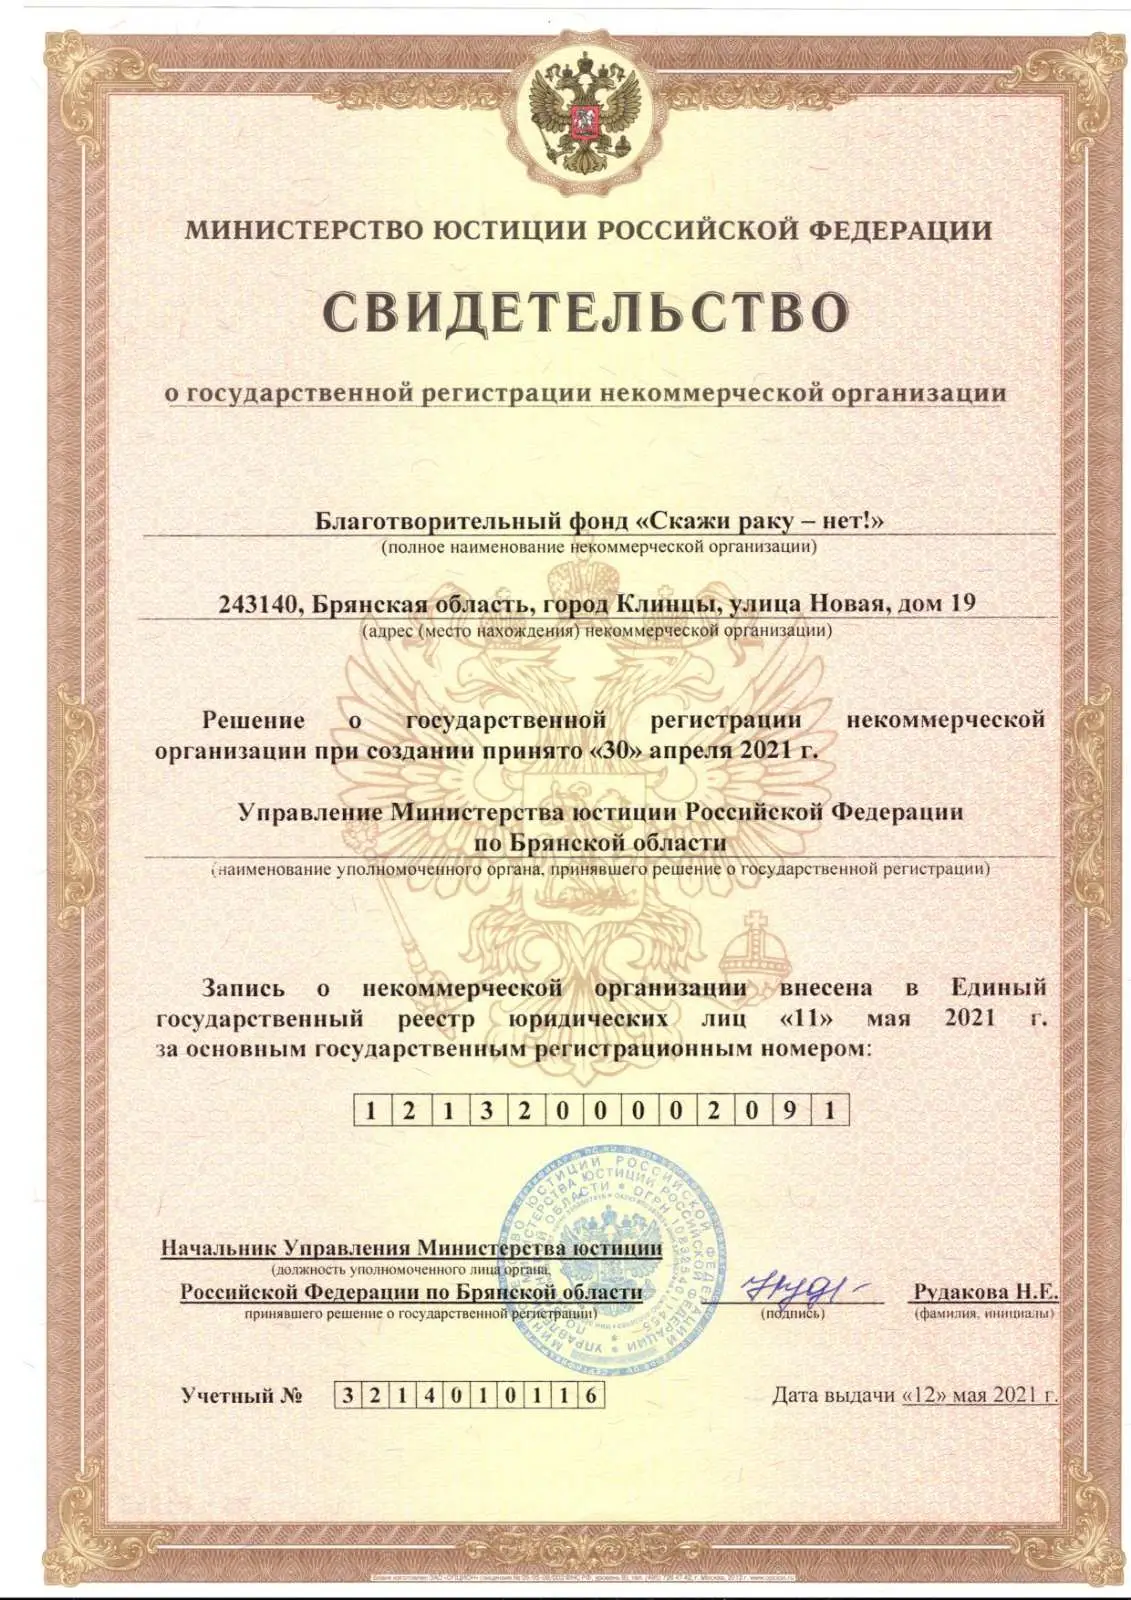 МИНИСТЕРСТВО ЮСТИЦИИ РОССИЙСКОЙ ФЕДЕРАЦИИ
СВИДЕТЕЛЬСТВО
о государственной регистрации некоммерческой организации
Благотворительный фонд «Скажи раку – нет!»
(полное наименование некоммерческой организации)
243140, Брянская область, город Клинцы, улица Новая, дом 19
(адрес (место нахождения) некоммерческой организации)
Решение о государственной регистрации некоммерческой
организации при создании принято «30» апреля 2021 г.
Управление Министерства юстиции Российской Федерации
по Брянской области
(наименование уполномоченного органа, принявшего решение о государственной регистрации)
Запись о некоммерческой организации внесена в Единый
государственный реестр юридических лиц «11» мая 2021 г.
за основным государственным регистрационным номером:
1 2 1 3 2 0 0 0 0 2 0 9 1
Начальник Управления Министерства юстиции
(должность уполномоченного лица органа,
Российской Федерации по Брянской области
Рудакова Н.Е.
принявшего решение о государственной регистрации)
(подпись)
(фамилия, инициалы)
Учетный № 3 2 1 4 0 1 0 1 1 6
Дата выдачи «12» мая 2021 г.